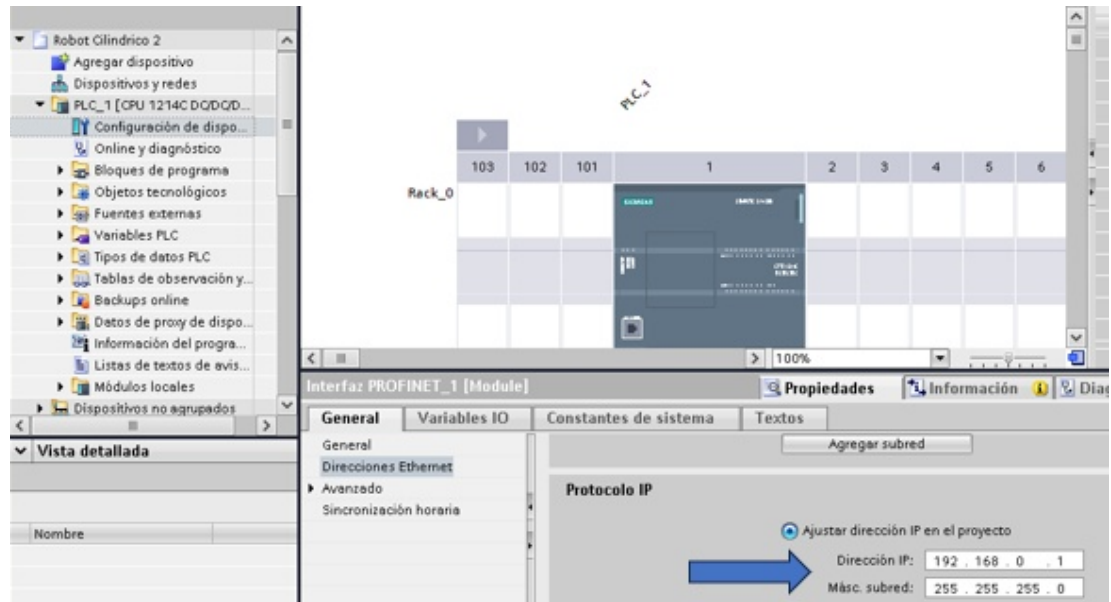 Robot Cilindrico 2
Agregar dispositivo
Dispositivos y redes
PLC_1 [CPU 1214C DC/DC/D...
Configuración de dispo...
Online y diagnóstico
Bloques de programa
Objetos tecnológicos
Fuentes externas
Variables PLC
Tipos de datos PLC
Tablas de observación y...
Backups online
Datos de proxy de dispo...
Información del progra...
Listas de textos de avis...
Módulos locales
Dispositivos no agrupados
Vista detallada
Nombre
PLC_1
103 102 101 1 2 3 4 5 6
Rack_0
SIEMENS
100%
Interfaz PROFINET_1 [Module]
Propiedades Información Diag
General Variables IO Constantes de sistema Textos
General
Direcciones Ethernet
Avanzado
Sincronización horaria
Agregar subred
Protocolo IP
Ajustar dirección IP en el proyecto
Dirección IP: 192 . 168 . 0 . 1
Másc. subred: 255 . 255 . 255 . 0